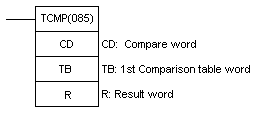 TCMP(085)
CD CD: Compare word
TB TB: 1st Comparison table word
R R: Result word